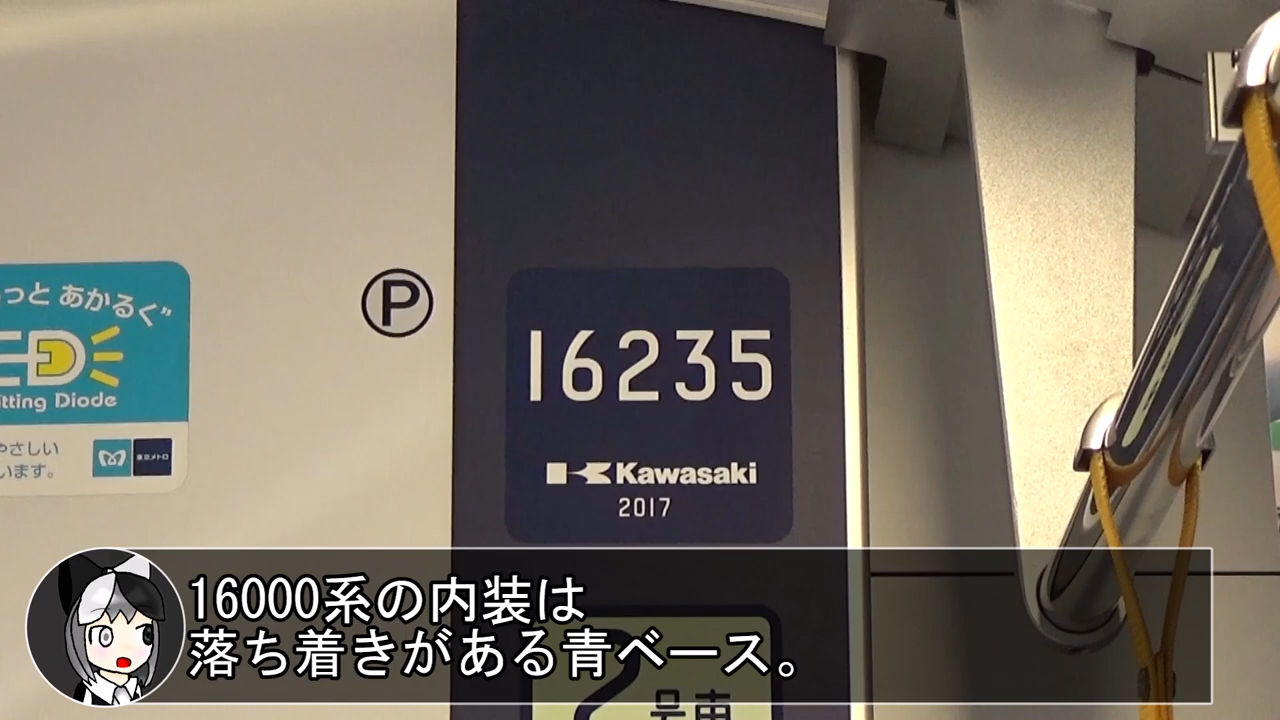 っと あかるく”
ED
itting Diode
やさしい
います。
東京メトロ
P
16235
Kawasaki
2017
2
号車
16000系の内装は
落ち着きがある青ベース。